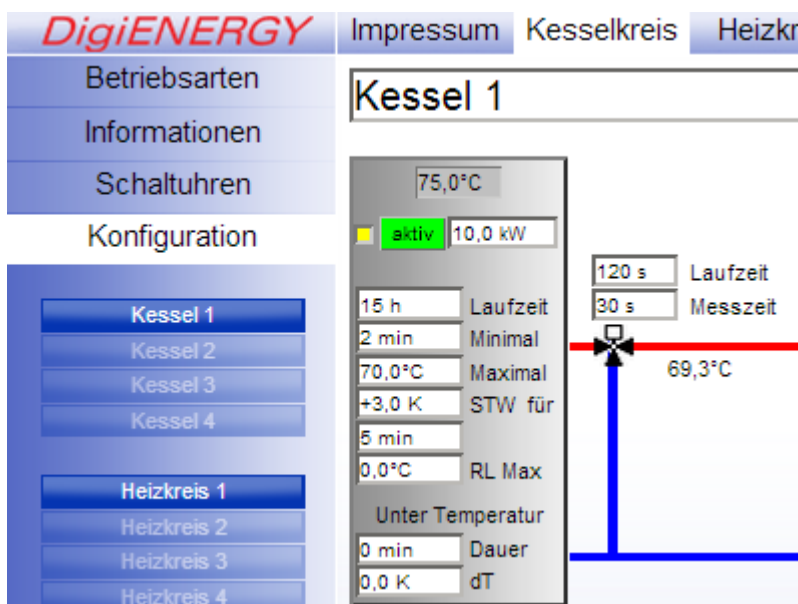 DigiENERGY
Impressum Kesselkreis Heizkr
Betriebsarten
Informationen
Schaltuhren
Konfiguration
Kessel 1
Kessel 2
Kessel 3
Kessel 4
Heizkreis 1
Heizkreis 2
Heizkreis 3
Heizkreis 4
Kessel 1
75,0°C
aktiv 10,0 kW
15 h Laufzeit
2 min Minimal
70,0°C Maximal
+3,0 K STW für
5 min
0,0°C RL Max
Unter Temperatur
0 min Dauer
0,0 K dT
120 s Laufzeit
30 s Messzeit
69,3°C